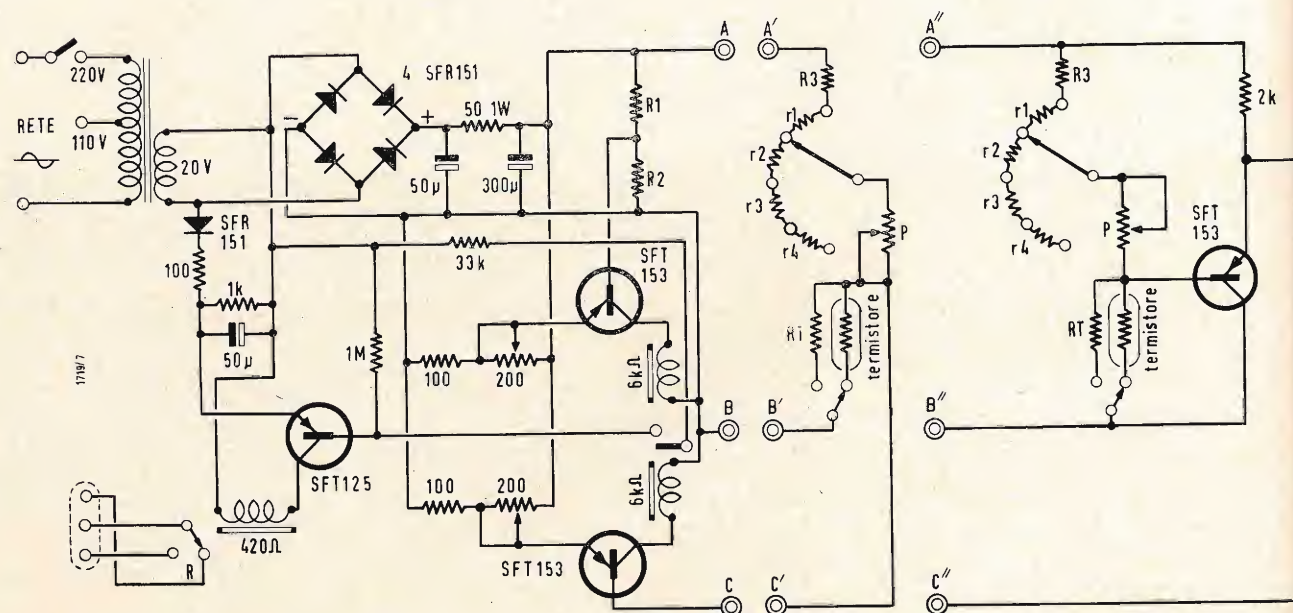 A
A'
A''
220V
4 SFR151
RETE
110V
20V
50 1W
+
−
50µ
300µ
R1
R2
R3
r1
r2
r3
r4
P
R3
r1
r2
r3
r4
P
2k
SFR
151
100
1k
50µ
33k
1M
SFT
153
100
200
6kΩ
RT
termistore
RT
termistore
SFT
153
B
B'
B''
SFT125
100
200
6kΩ
420Ω
R
SFT153
C
C'
C''
1719/7